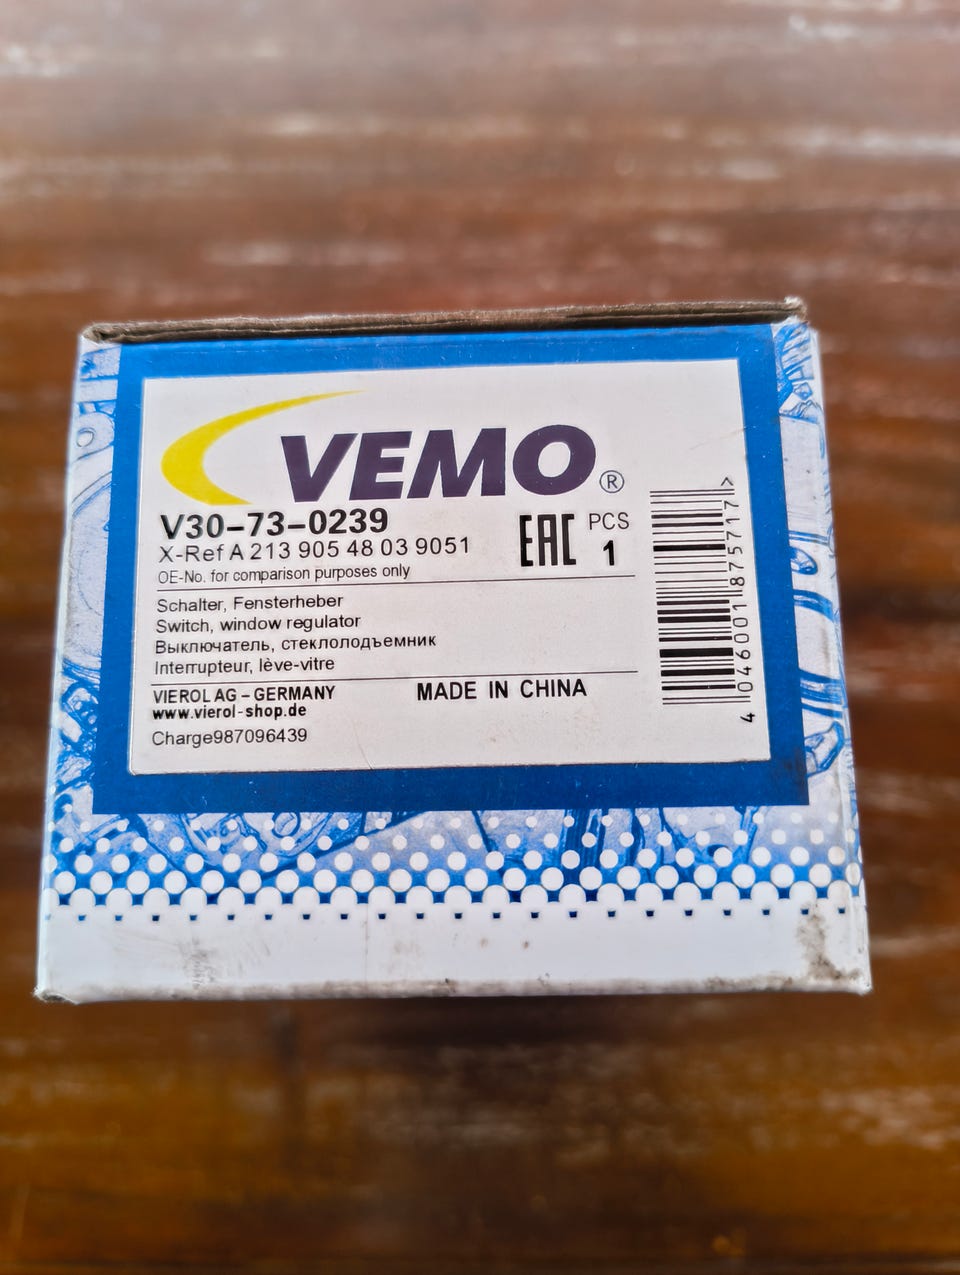 VEMO®
V30-73-0239
X-Ref A 213 905 48 03 9051
OE-No. for comparison purposes only
EAC
PCS
1
Schalter, Fensterheber
Switch, window regulator
Выключатель, стеклолодъемник
Interrupteur, lève-vitre
VIEROL AG - GERMANY
MADE IN CHINA
www.vierol-shop.de
Charge987096439
4 046001 875717 >